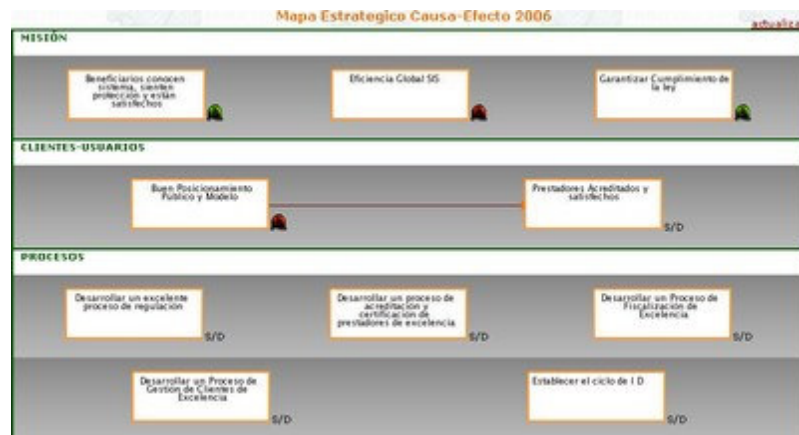 Mapa Estrategico Causa-Efecto 2006
actualiza
MISIÓN
Beneficiarios conocen
sistema, sienten
protección y están
satisfechos
Eficiencia Global SIS
Garantizar Cumplimiento de
la ley
CLIENTES-USUARIOS
Buen Posicionamiento
Público y Modelo
Prestadores Acreditados y
satisfechos
S/D
PROCESOS
Desarrollar un excelente
proceso de regulación
S/D
Desarrollar un proceso de
acreditación y
certificación de
prestadores de excelencia
S/D
Desarrollar un Proceso de
Fiscalización de
Excelencia
S/D
Desarrollar un Proceso de
Gestión de Clientes de
Excelencia
S/D
Establecer el ciclo de I D
S/D